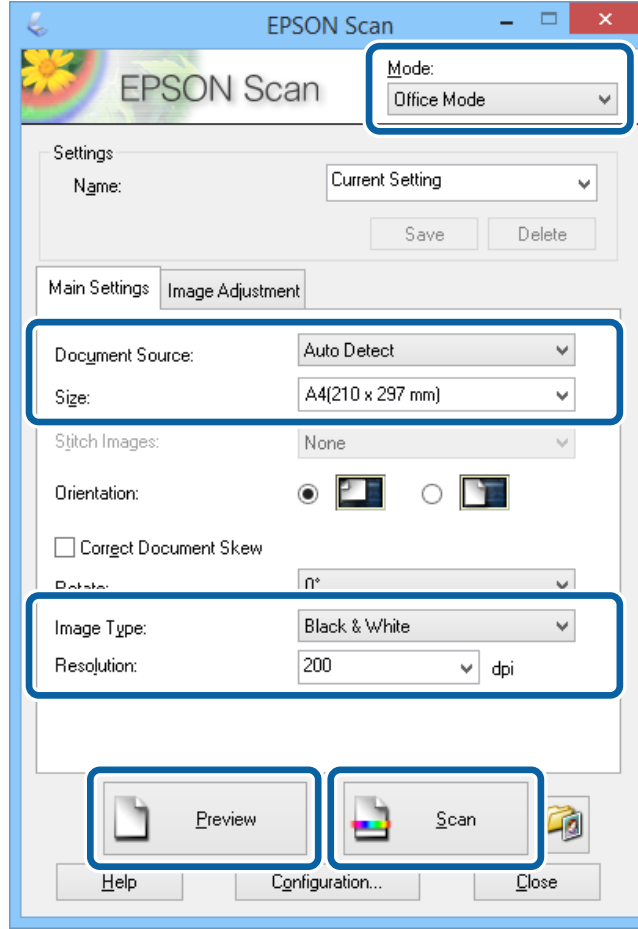 EPSON Scan
EPSON Scan
Mode:
Office Mode
Settings
Name:
Current Setting
Save
Delete
Main Settings
Image Adjustment
Document Source:
Auto Detect
Size:
A4(210 x 297 mm)
Stitch Images:
None
Orientation:
Correct Document Skew
Rotate:
0°
Image Type:
Black & White
Resolution:
200
dpi
Preview
Scan
Help
Configuration...
Close